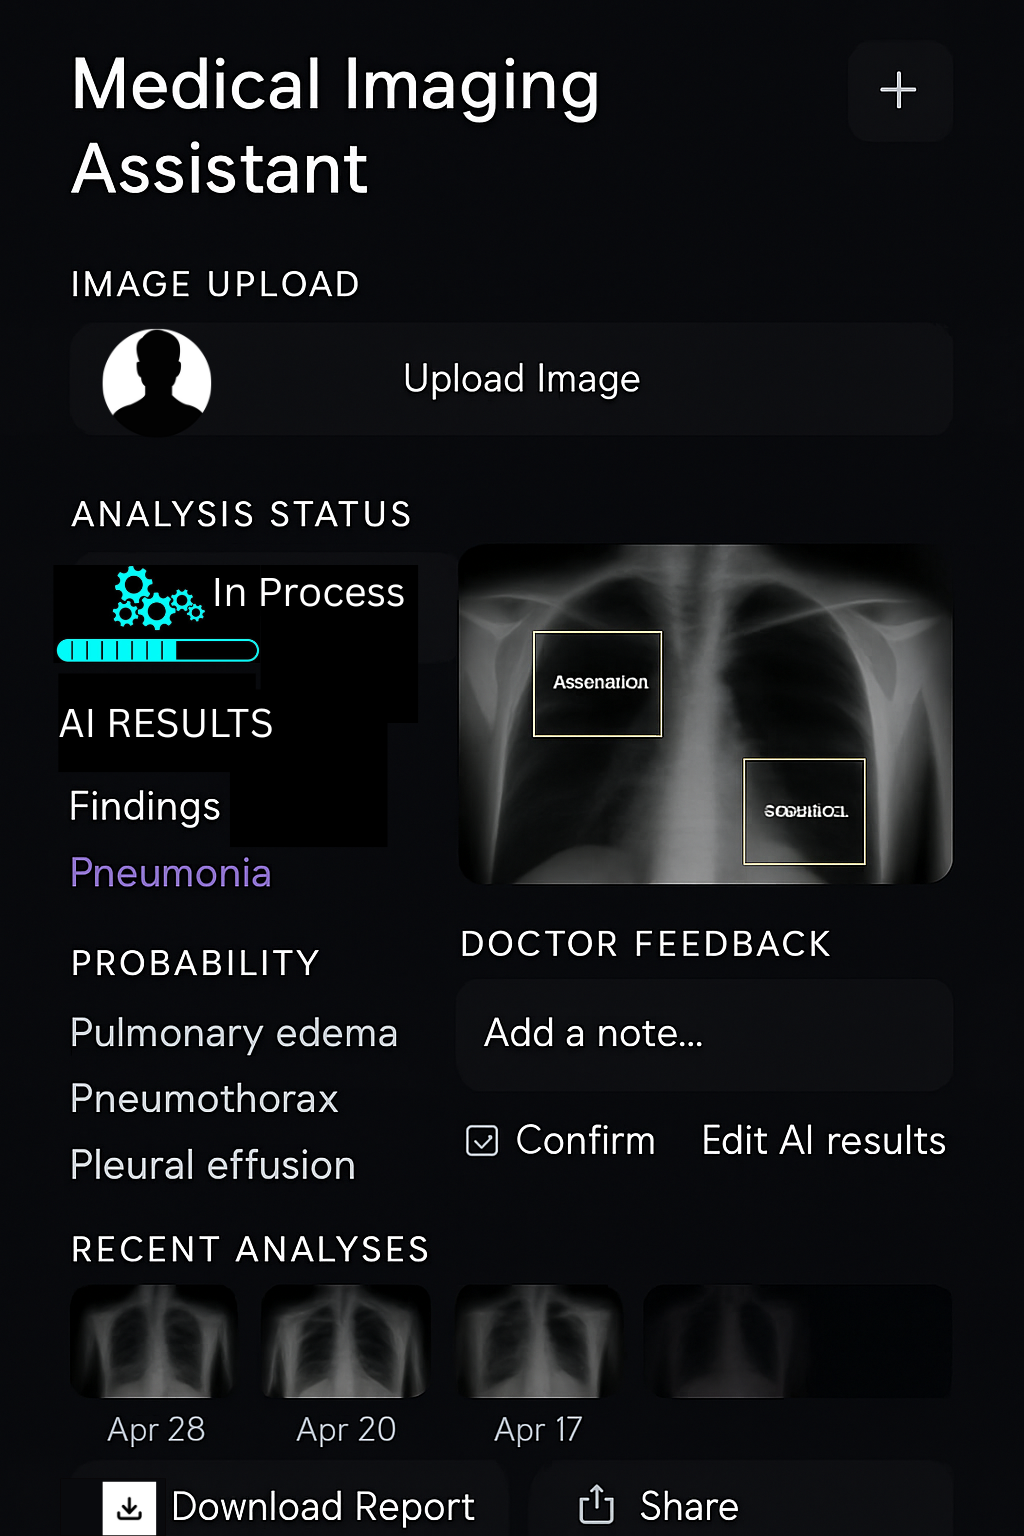 Medical Imaging
Assistant
IMAGE UPLOAD
Upload Image
ANALYSIS STATUS
In Process
AI RESULTS
Findings
Pneumonia
PROBABILITY
Pulmonary edema
Pneumothorax
Pleural effusion
Assenation
DOCTOR FEEDBACK
Add a note...
Confirm
Edit AI results
RECENT ANALYSES
Apr 28
Apr 20
Apr 17
Download Report
Share